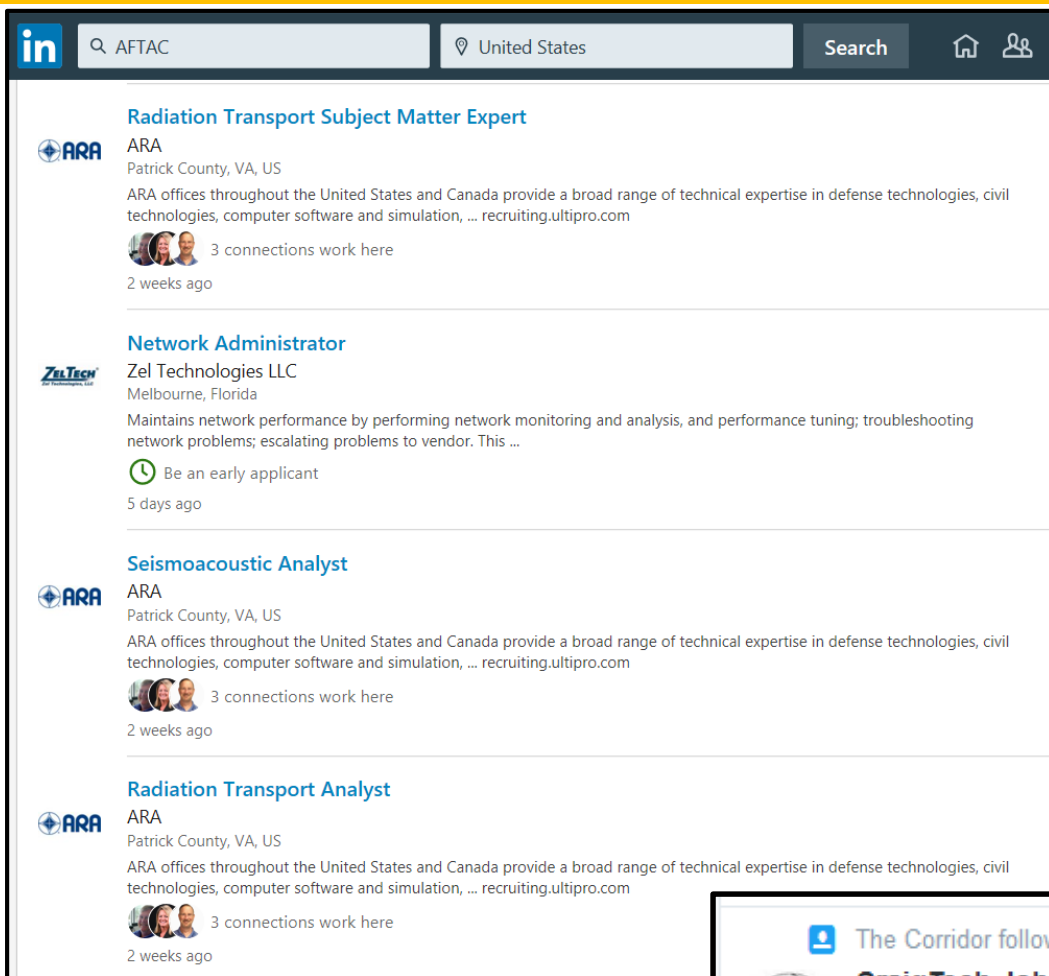 in AFTAC United States Search
Radiation Transport Subject Matter Expert
ARA
ARA
Patrick County, VA, US
ARA offices throughout the United States and Canada provide a broad range of technical expertise in defense technologies, civil
technologies, computer software and simulation, ... recruiting.ultipro.com
3 connections work here
2 weeks ago
Network Administrator
ZELTECH
Zel Technologies, LLC
Zel Technologies LLC
Melbourne, Florida
Maintains network performance by performing network monitoring and analysis, and performance tuning; troubleshooting
network problems; escalating problems to vendor. This ...
Be an early applicant
5 days ago
Seismoacoustic Analyst
ARA
ARA
Patrick County, VA, US
ARA offices throughout the United States and Canada provide a broad range of technical expertise in defense technologies, civil
technologies, computer software and simulation, ... recruiting.ultipro.com
3 connections work here
2 weeks ago
Radiation Transport Analyst
ARA
ARA
Patrick County, VA, US
ARA offices throughout the United States and Canada provide a broad range of technical expertise in defense technologies, civil
technologies, computer software and simulation, ... recruiting.ultipro.com
3 connections work here
2 weeks ago
The Corridor follow